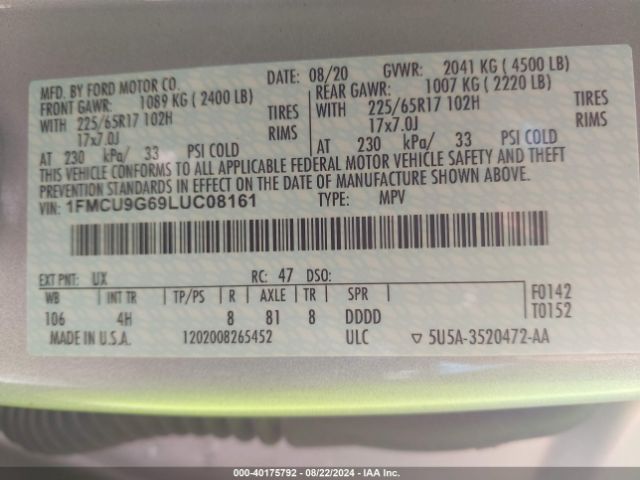 MFD. BY FORD MOTOR CO.
DATE: 08/20
GVWR: 2041 KG ( 4500 LB)
FRONT GAWR: 1089 KG ( 2400 LB)
REAR GAWR: 1007 KG ( 2220 LB)
WITH 225/65R17 102H TIRES
WITH 225/65R17 102H TIRES
17x7.0J RIMS
17x7.0J RIMS
AT 230 kPa/ 33 PSI COLD
AT 230 kPa/ 33 PSI COLD
THIS VEHICLE CONFORMS TO ALL APPLICABLE FEDERAL MOTOR VEHICLE SAFETY AND THEFT
PREVENTION STANDARDS IN EFFECT ON THE DATE OF MANUFACTURE SHOWN ABOVE.
VIN: 1FMCU9G69LUC08161 TYPE: MPV
EXT PNT: UX RC: 47 DSO:
WB INT TR TP/PS R AXLE TR SPR F0142
106 4H 8 81 8 DDDD T0152
MADE IN U.S.A. 1202008265452 ULC ▽ 5U5A-3520472-AA
000-40175792 - 08/22/2024 - IAA Inc.